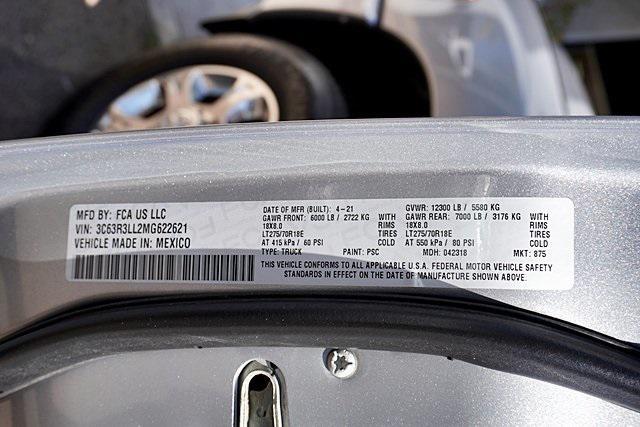 MFD BY: FCA US LLC
VIN: 3C63R3LL2MG622621
VEHICLE MADE IN: MEXICO
DATE OF MFR (BUILT): 4-21
GAWR FRONT: 6000 LB / 2722 KG WITH
18X8.0 RIMS
LT275/70R18E TIRES
AT 415 kPa / 60 PSI COLD
TYPE: TRUCK PAINT: PSC
GVWR: 12300 LB / 5580 KG
GAWR REAR: 7000 LB / 3176 KG WITH
18X8.0 RIMS
LT275/70R18E TIRES
AT 550 kPa / 80 PSI COLD
MDH: 042318 MKT: 875
THIS VEHICLE CONFORMS TO ALL APPLICABLE U.S.A. FEDERAL MOTOR VEHICLE SAFETY
STANDARDS IN EFFECT ON THE DATE OF MANUFACTURE SHOWN ABOVE.